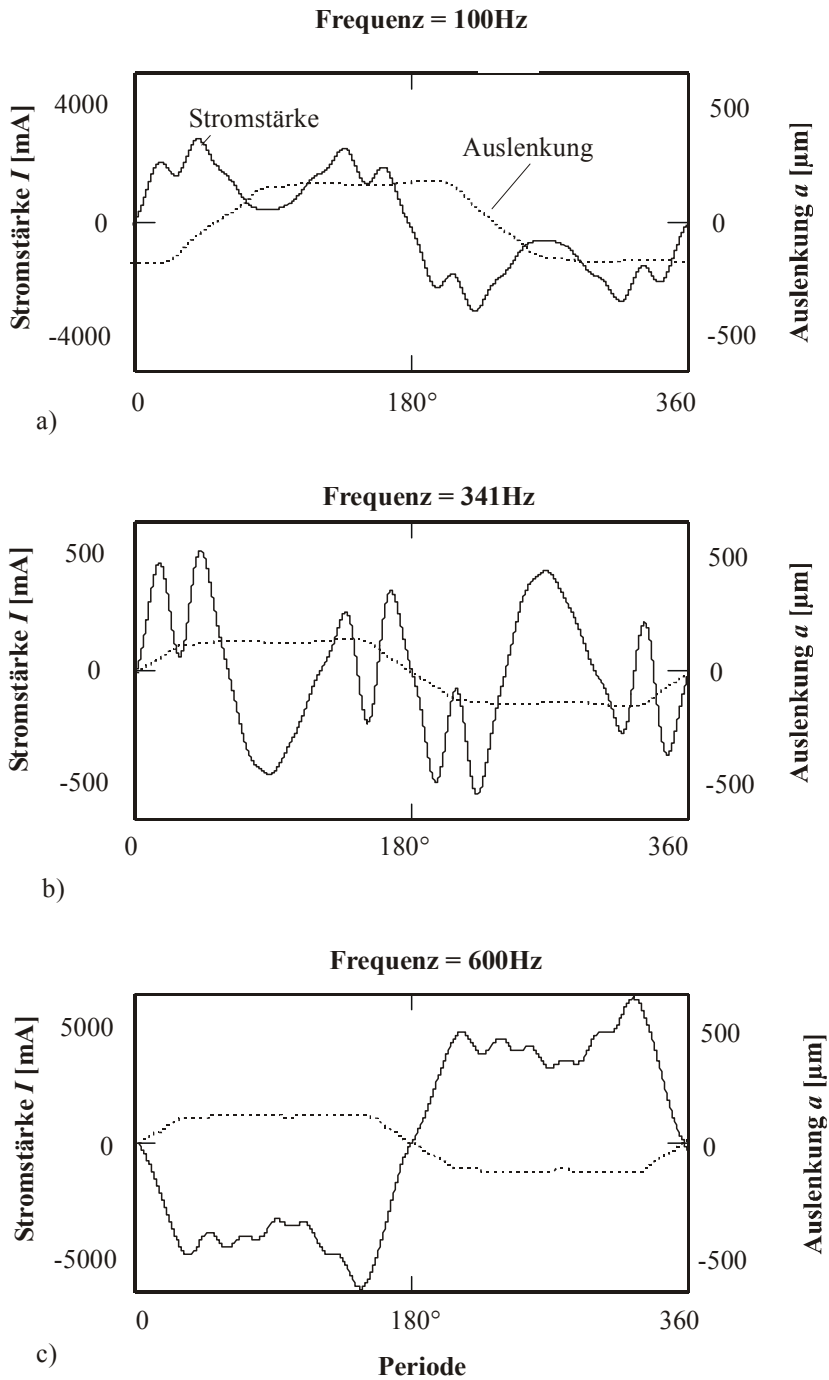 Frequenz = 100Hz
Stromstärke I [mA]
4000
0
-4000
Stromstärke
Auslenkung
500
0
-500
Auslenkung a [µm]
0
180°
360
a)
Frequenz = 341Hz
Stromstärke I [mA]
500
0
-500
500
0
-500
Auslenkung a [µm]
0
180°
360
b)
Frequenz = 600Hz
Stromstärke I [mA]
5000
0
-5000
500
0
-500
Auslenkung a [µm]
0
180°
360
c)
Periode